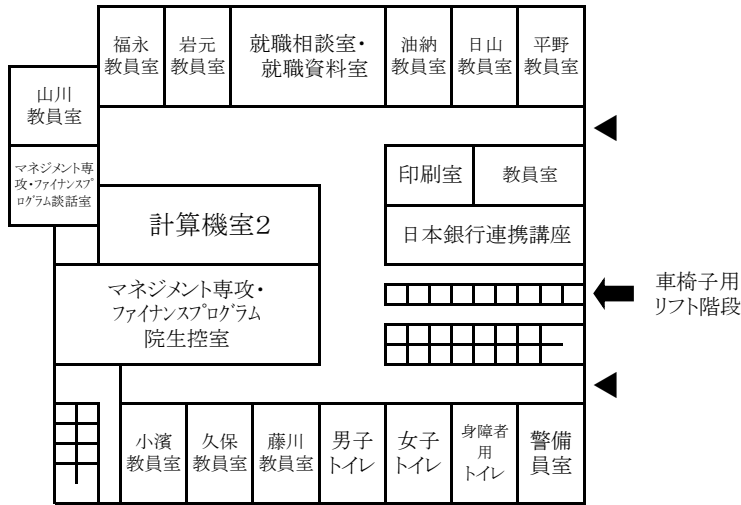 福永
教員室
岩元
教員室
就職相談室・
就職資料室
油納
教員室
日山
教員室
平野
教員室
山川
教員室
マネジメント専
攻・ファイナンスプ
ログラム談話室
印刷室
教員室
計算機室2
日本銀行連携講座
マネジメント専攻・
ファイナンスプログラム
院生控室
車椅子用
リフト階段
小濱
教員室
久保
教員室
藤川
教員室
男子
トイレ
女子
トイレ
身障者
用
トイレ
警備
員室